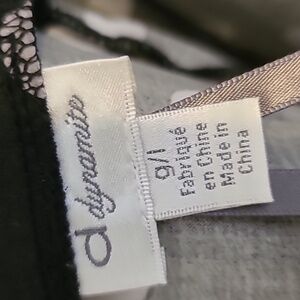 d dynamite
9/1
Fabriqué
en Chine
Made in
China